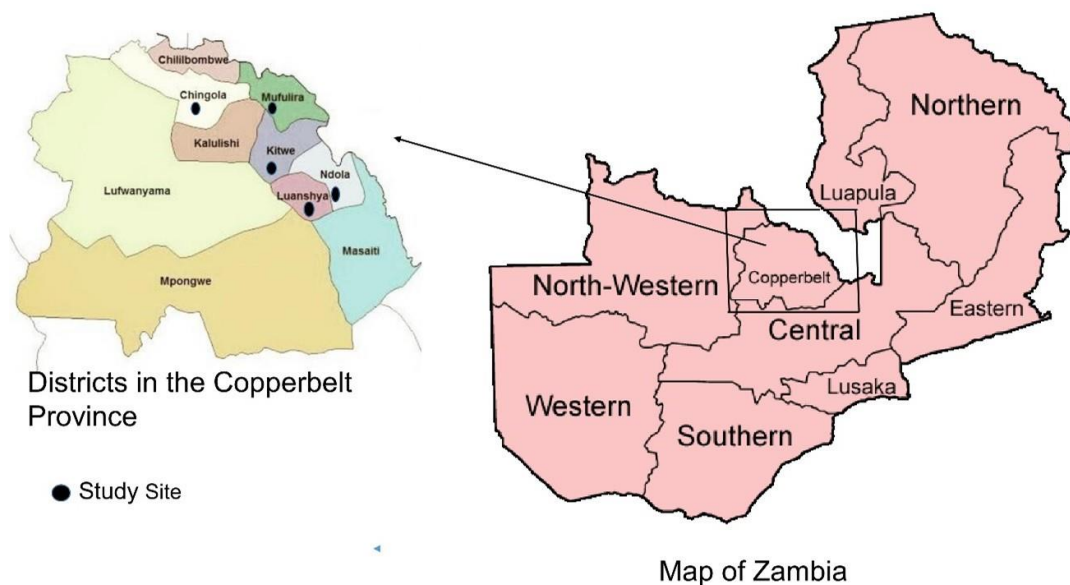 Chililbombwe
Chingola
Mufulira
Kalulishi
Kitwe
Ndola
Lufwanyama
Luanshya
Masaiti
Mpongwe
Districts in the Copperbelt
Province
Study Site
Northern
Luapula
Copperbelt
North-Western
Central
Eastern
Lusaka
Western
Southern
Map of Zambia